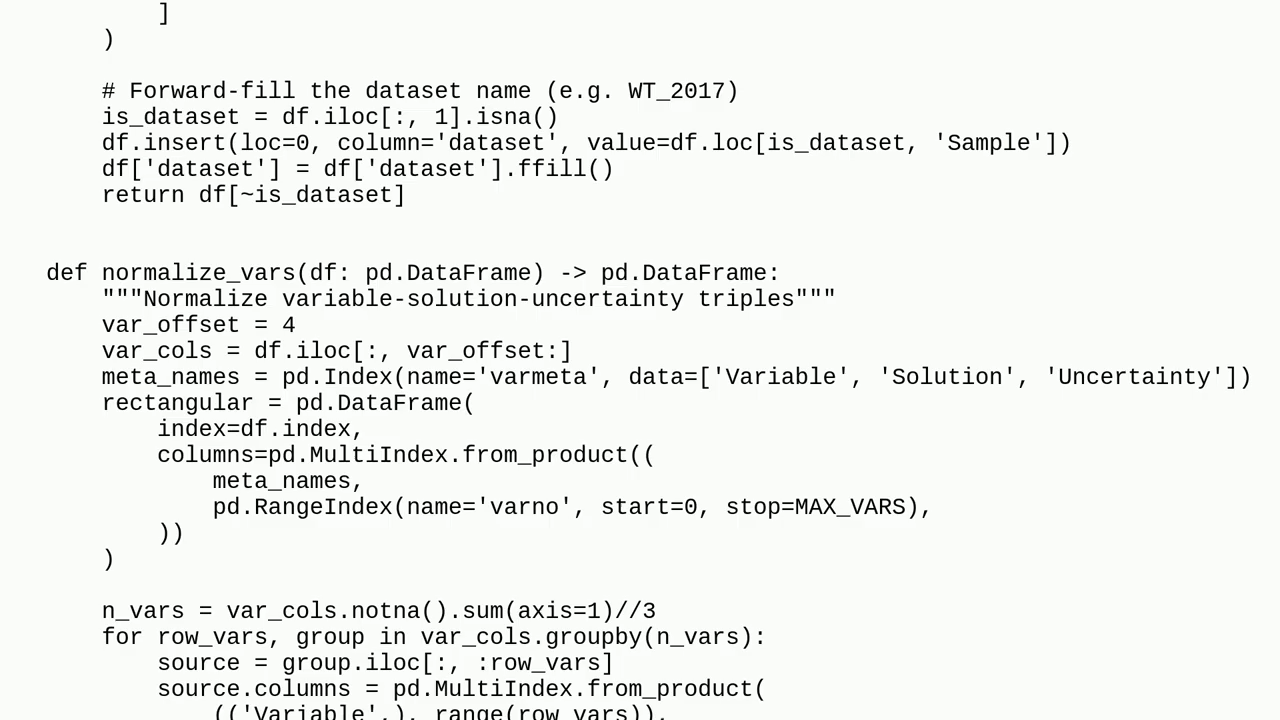 ]
    )

    # Forward-fill the dataset name (e.g. WT_2017)
    is_dataset = df.iloc[:, 1].isna()
    df.insert(loc=0, column='dataset', value=df.loc[is_dataset, 'Sample'])
    df['dataset'] = df['dataset'].ffill()
    return df[~is_dataset]


def normalize_vars(df: pd.DataFrame) -> pd.DataFrame:
    """Normalize variable-solution-uncertainty triples"""
    var_offset = 4
    var_cols = df.iloc[:, var_offset:]
    meta_names = pd.Index(name='varmeta', data=['Variable', 'Solution', 'Uncertainty'])
    rectangular = pd.DataFrame(
        index=df.index,
        columns=pd.MultiIndex.from_product((
            meta_names,
            pd.RangeIndex(name='varno', start=0, stop=MAX_VARS),
        ))
    )

    n_vars = var_cols.notna().sum(axis=1)//3
    for row_vars, group in var_cols.groupby(n_vars):
        source = group.iloc[:, :row_vars]
        source.columns = pd.MultiIndex.from_product(
            (('Variable',), range(row_vars)),